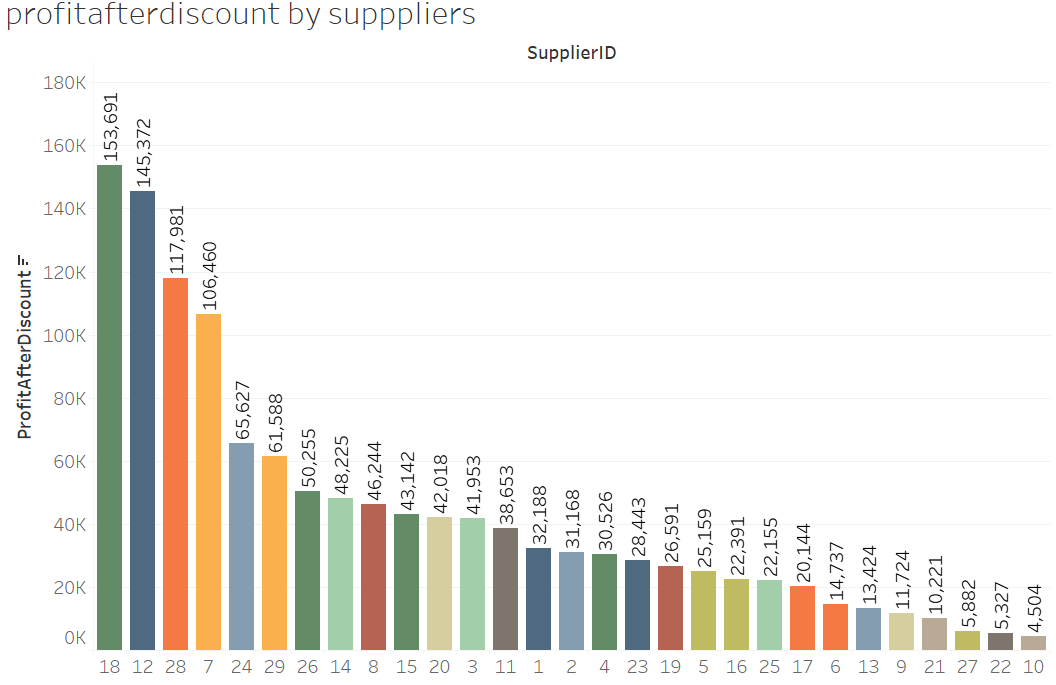 profitafterdiscount by supppliers
SupplierID
ProfitAfterDiscount
180K
160K
140K
120K
100K
80K
60K
40K
20K
0K
153,691
145,372
117,981
106,460
65,627
61,588
50,255
48,225
46,244
43,142
42,018
41,953
38,653
32,188
31,168
30,526
28,443
26,591
25,159
22,391
22,155
20,144
14,737
13,424
11,724
10,221
5,882
5,327
4,504
18 12 28 7 24 29 26 14 8 15 20 3 11 1 2 4 23 19 5 16 25 17 6 13 9 21 27 22 10